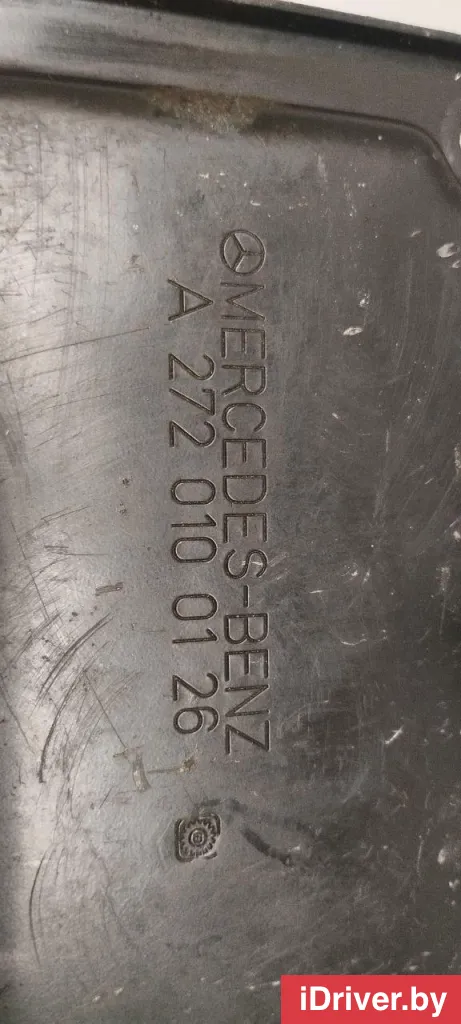 MERCEDES-BENZ
A 272 010 01 26
iDriver.by